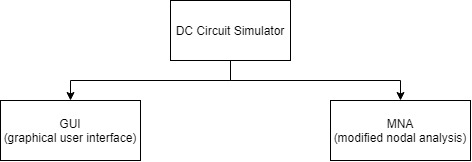 DC Circuit Simulator
GUI
(graphical user interface)
MNA
(modified nodal analysis)